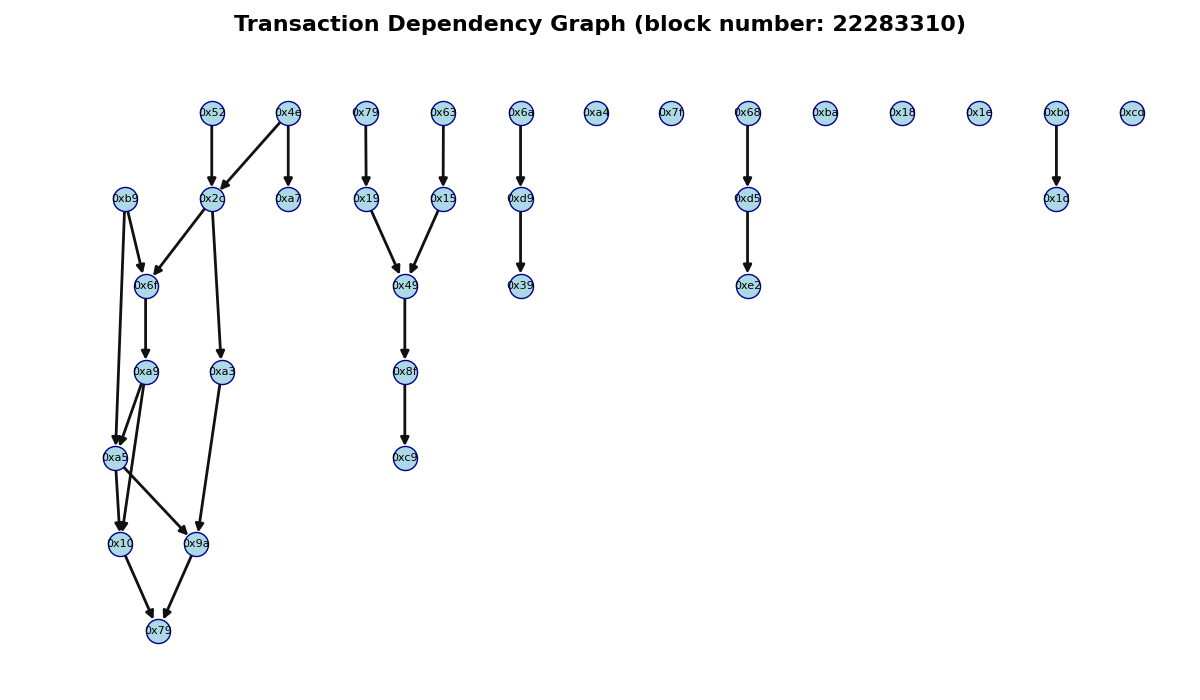 Transaction Dependency Graph (block number: 22283310)
0x52 0x4e 0x79 0x63 0x6a 0xa4 0x7f 0x68 0xba 0x18 0x1e 0xbc 0xcd
0xb9 0x2c 0xa7 0x19 0x15 0xd9 0xd5 0x1d
0x6f 0x49 0x39 0xe2
0xa9 0xa3 0x8f
0xa5 0xc9
0x10 0x9a
0x79